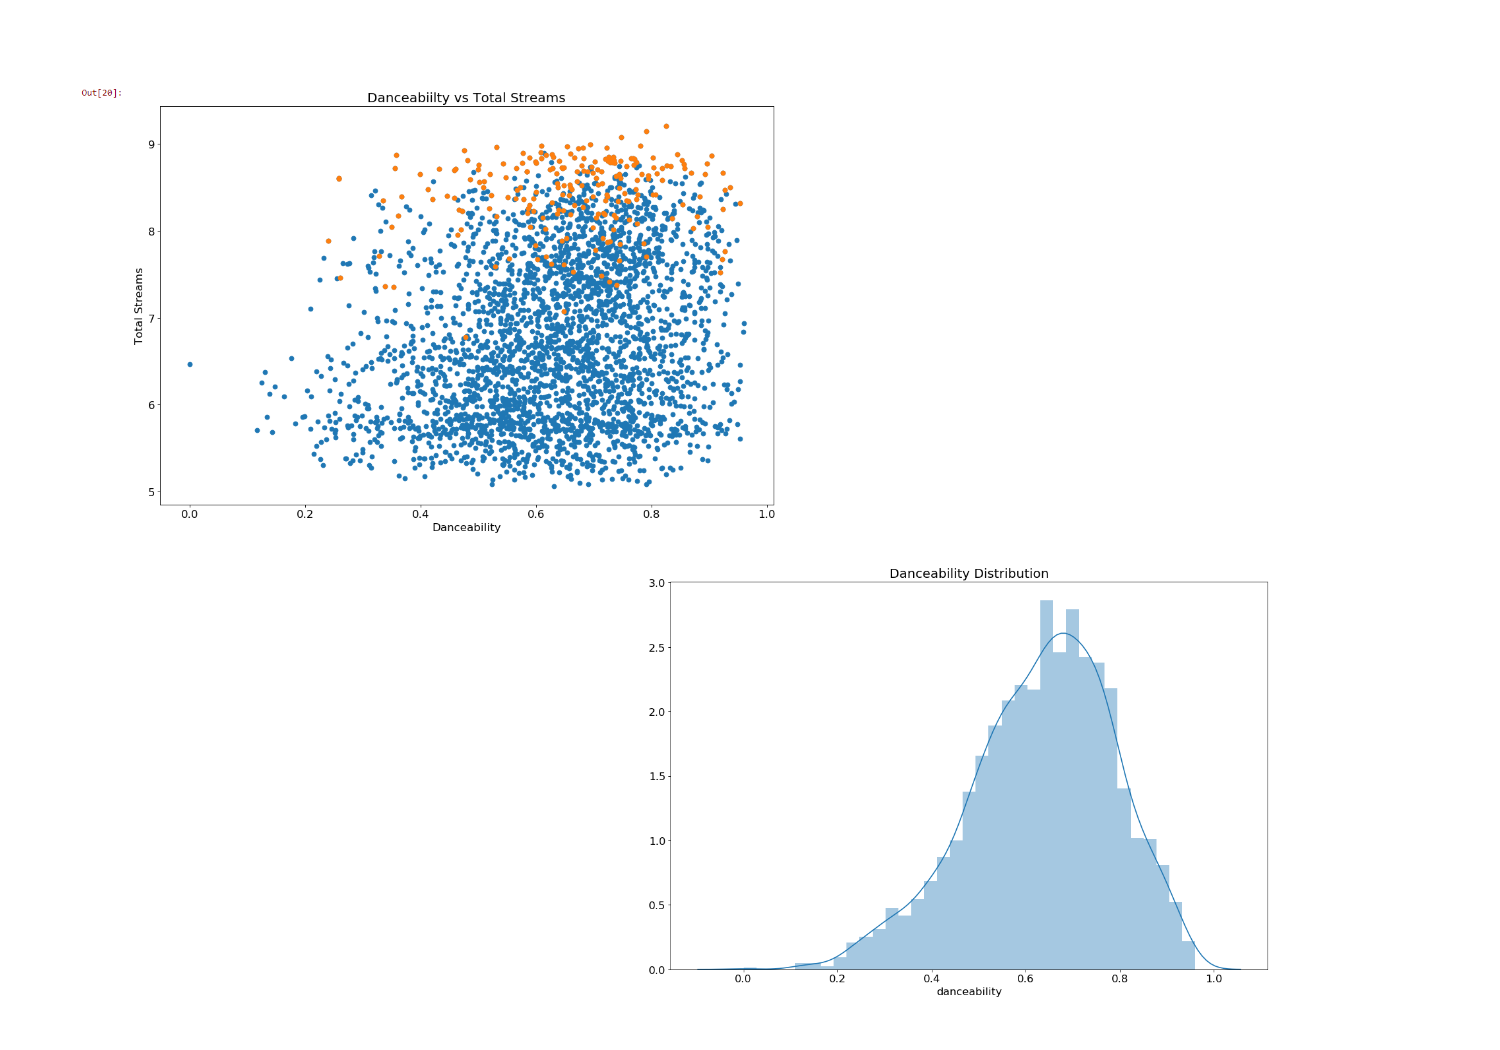 Out[20]:
Danceabiilty vs Total Streams
Total Streams
9
8
7
6
5
0.0 0.2 0.4 0.6 0.8 1.0
Danceability
Danceability Distribution
3.0
2.5
2.0
1.5
1.0
0.5
0.0
0.0 0.2 0.4 0.6 0.8 1.0
danceability